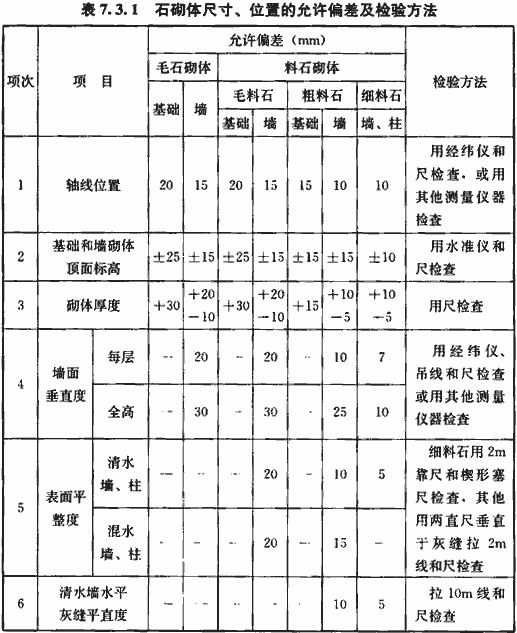 表 7.3.1 石砌体尺寸、位置的允许偏差及检验方法
项次 项 目 允许偏差（mm） 检验方法
毛石砌体 料石砌体
毛料石 粗料石 细料石
基础 墙 基础 墙 基础 墙 墙、柱
1 轴线位置 20 15 20 15 15 10 10 用经纬仪和
尺检查，或用
其他测量仪器
检查
2 基础和墙砌体
顶面标高 ±25 ±15 ±25 ±15 ±15 ±15 ±10 用水准仪和
尺检查
3 砌体厚度 +30 +20
−10 +30 +20
−10 +15 +10
−5 +10
−5 用尺检查
4 墙面
垂直度 每层 - 20 - 20 - 10 7 用经纬仪、
吊线和尺检查
或用其他测量
仪器检查
全高 - 30 - 30 - 25 10
5 表面平
整度 清水
墙、柱 - - - 20 - 10 5 细料石用 2m
靠尺和楔形塞
尺检查，其他
用两直尺垂直
于灰缝拉 2m
线和尺检查
混水
墙、柱 - - - 20 - 15 -
6 清水墙水平
灰缝平直度 - - - - - 10 5 拉 10m 线和
尺检查